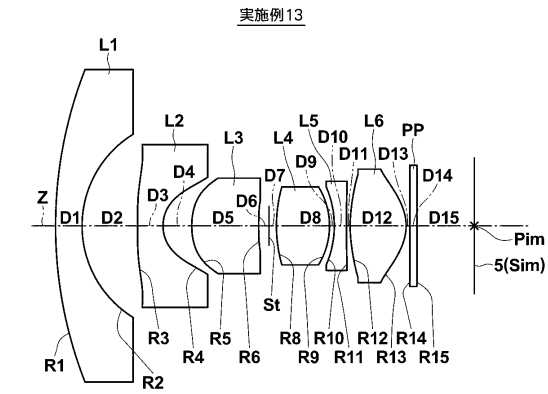 実施例13
L1
L2
L3
L4
L5
L6
PP
D10
D7
D9
D11
D13
D14
D4
D6
Z
D1
D2
D3
D5
D8
D12
D15
Pim
5(Sim)
St
R1
R2
R3
R4
R5
R6
R8
R9
R10
R11
R12
R13
R14
R15